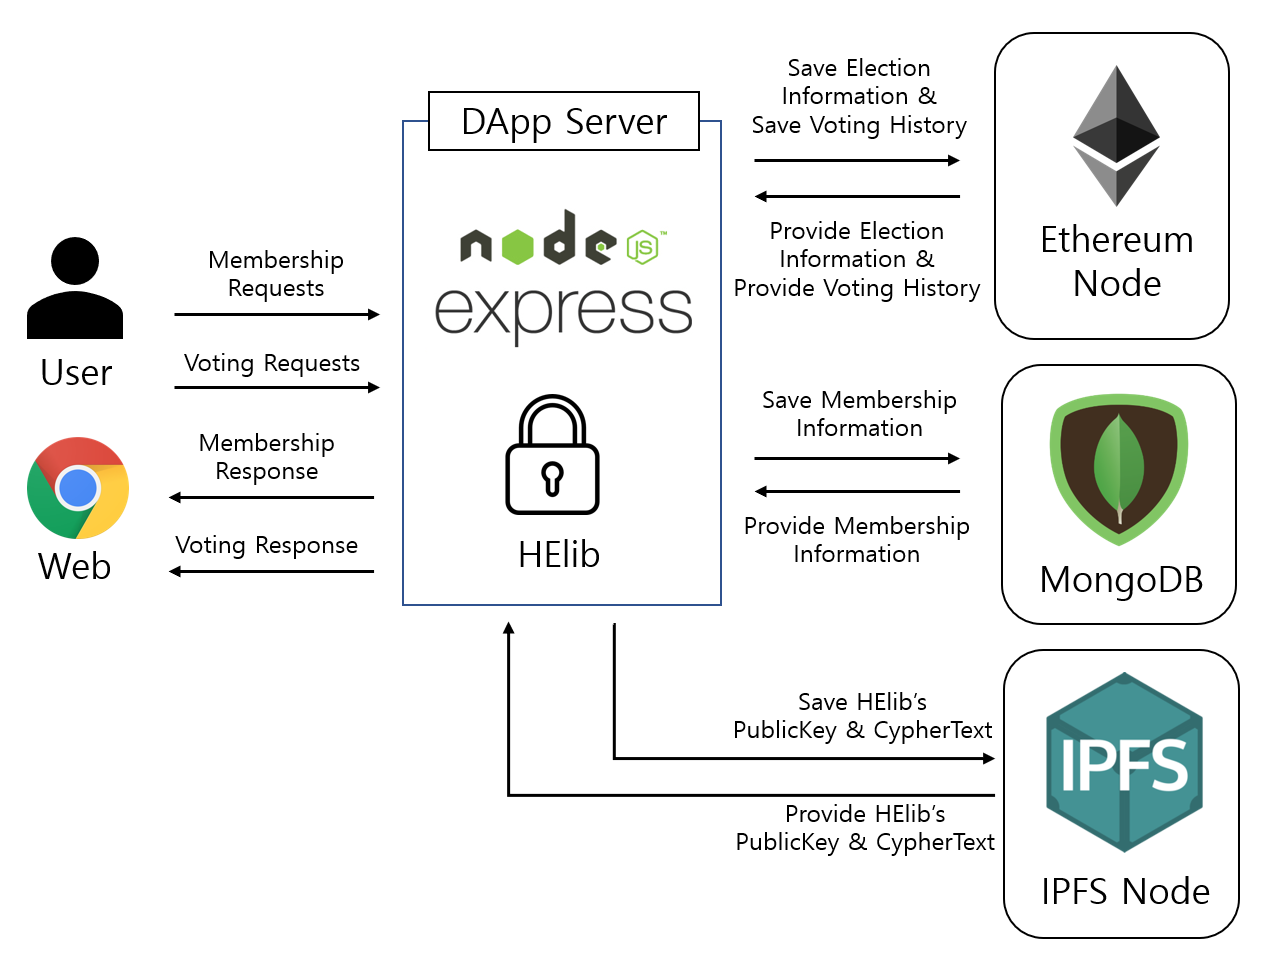 Save Election
Information &
Save Voting History
DApp Server
Provide Election
Information &
Provide Voting History
Ethereum
Node
node JS™
express
Membership
Requests
User
Voting Requests
Membership
Response
Web
Voting Response
HElib
Save Membership
Information
Provide Membership
Information
MongoDB
Save HElib's
PublicKey & CypherText
Provide HElib's
PublicKey & CypherText
IPFS
IPFS Node